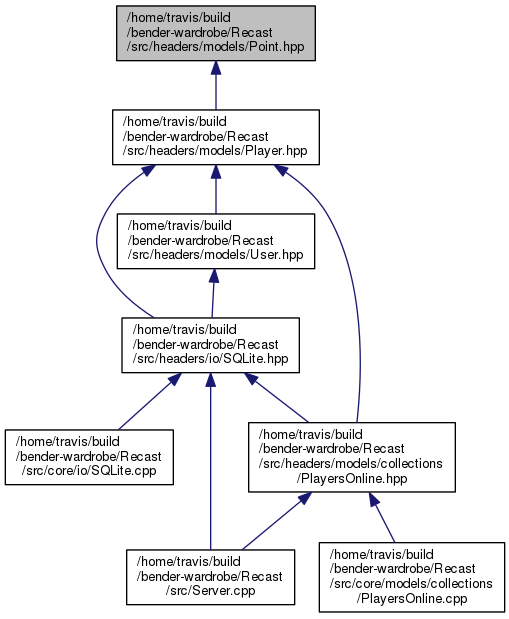 /home/travis/build
/bender-wardrobe/Recast
/src/headers/models/Point.hpp
/home/travis/build
/bender-wardrobe/Recast
/src/headers/models/Player.hpp
/home/travis/build
/bender-wardrobe/Recast
/src/headers/models/User.hpp
/home/travis/build
/bender-wardrobe/Recast
/src/headers/io/SQLite.hpp
/home/travis/build
/bender-wardrobe/Recast
/src/core/io/SQLite.cpp
/home/travis/build
/bender-wardrobe/Recast
/src/headers/models/collections
/PlayersOnline.hpp
/home/travis/build
/bender-wardrobe/Recast
/src/Server.cpp
/home/travis/build
/bender-wardrobe/Recast
/src/core/models/collections
/PlayersOnline.cpp